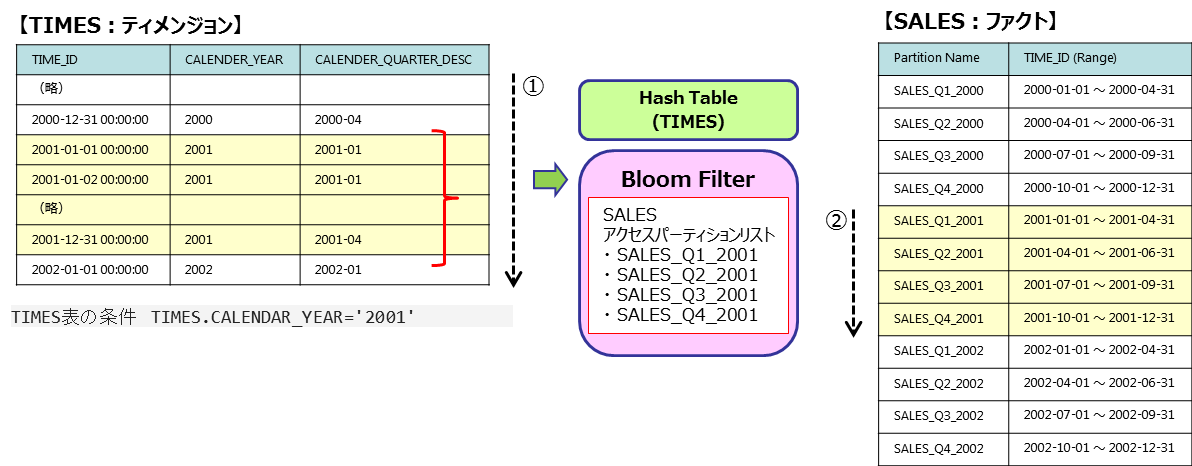 【TIMES：ティメンジョン】
TIME_ID CALENDER_YEAR CALENDER_QUARTER_DESC
（略）
2000-12-31 00:00:00 2000 2000-04
2001-01-01 00:00:00 2001 2001-01
2001-01-02 00:00:00 2001 2001-01
（略）
2001-12-31 00:00:00 2001 2001-04
2002-01-01 00:00:00 2002 2002-01
TIMES表の条件 TIMES.CALENDAR_YEAR='2001'
①
Hash Table
(TIMES)
Bloom Filter
SALES
アクセスパーティションリスト
・SALES_Q1_2001
・SALES_Q2_2001
・SALES_Q3_2001
・SALES_Q4_2001
②
【SALES：ファクト】
Partition Name TIME_ID (Range)
SALES_Q1_2000 2000-01-01 ～ 2000-04-31
SALES_Q2_2000 2000-04-01 ～ 2000-06-31
SALES_Q3_2000 2000-07-01 ～ 2000-09-31
SALES_Q4_2000 2000-10-01 ～ 2000-12-31
SALES_Q1_2001 2001-01-01 ～ 2001-04-31
SALES_Q2_2001 2001-04-01 ～ 2001-06-31
SALES_Q3_2001 2001-07-01 ～ 2001-09-31
SALES_Q4_2001 2001-10-01 ～ 2001-12-31
SALES_Q1_2002 2002-01-01 ～ 2002-04-31
SALES_Q2_2002 2002-04-01 ～ 2002-06-31
SALES_Q3_2002 2002-07-01 ～ 2002-09-31
SALES_Q4_2002 2002-10-01 ～ 2002-12-31